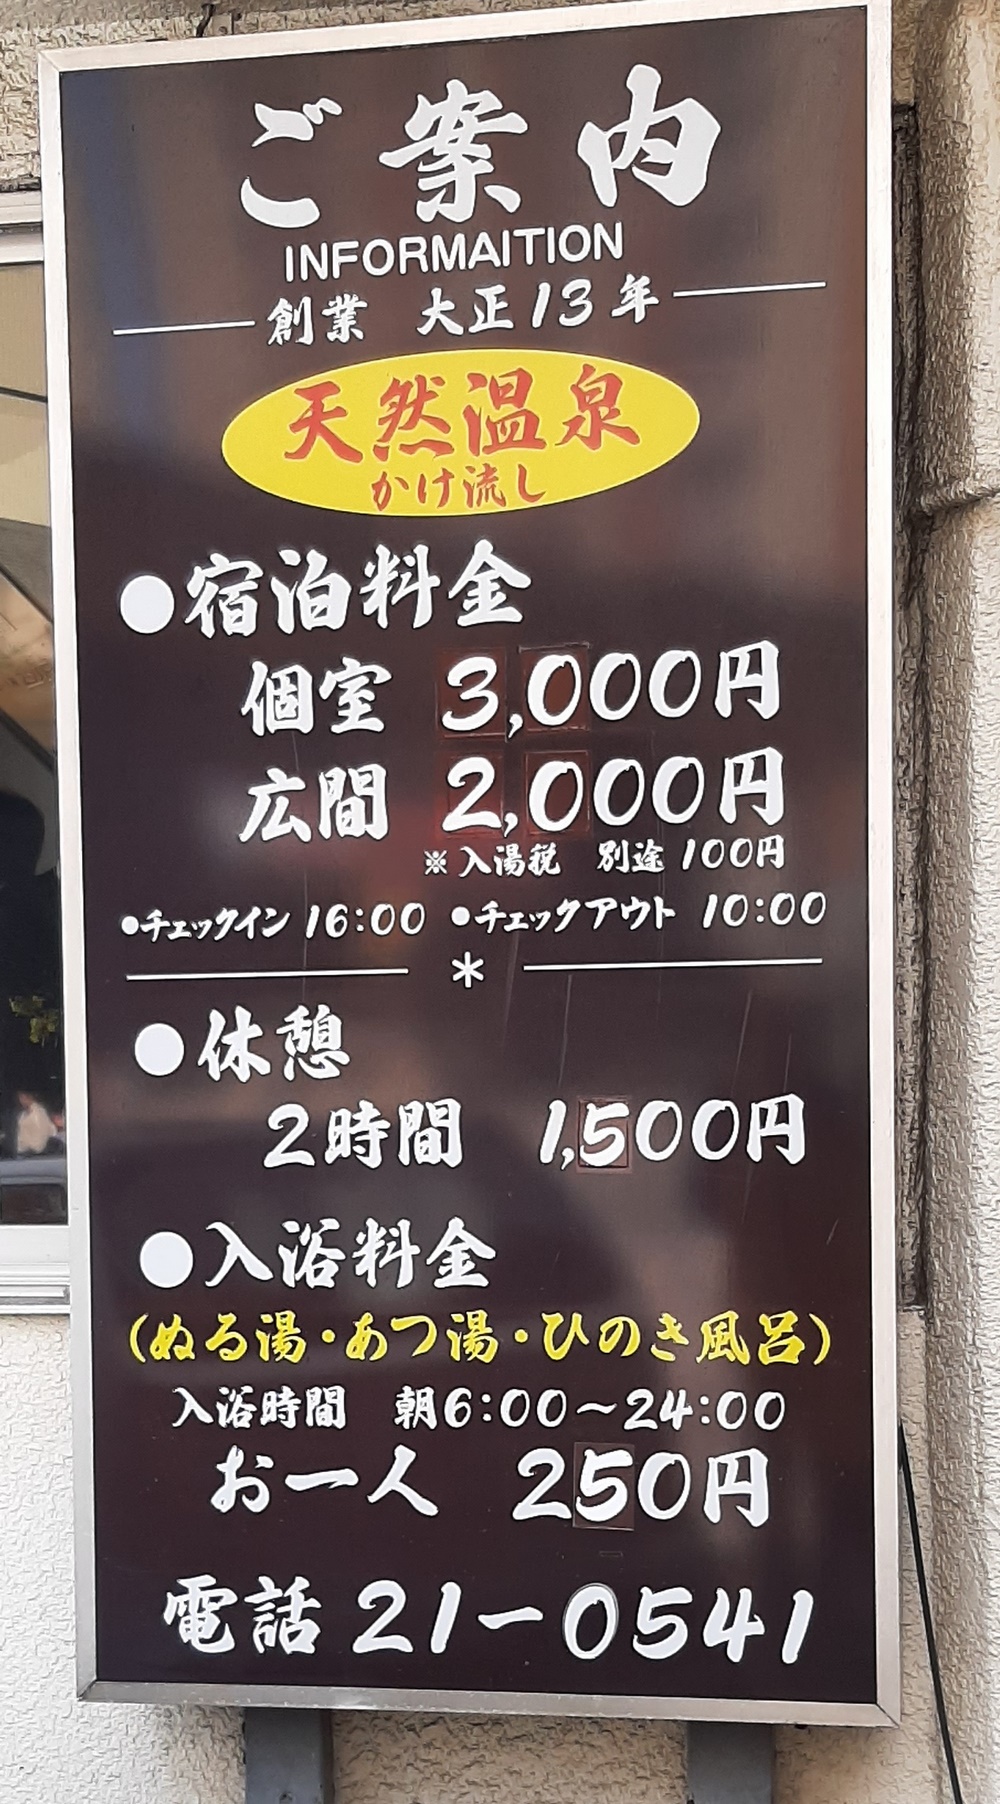 ご案内
INFORMAITION
創業 大正13年
天然温泉
かけ流し
●宿泊料金
個室 3,000円
広間 2,000円
※入湯税 別途100円
●チェックイン 16:00 ●チェックアウト 10:00
*
●休憩
2時間 1,500円
●入浴料金
(ぬる湯・あつ湯・ひのき風呂)
入浴時間 朝6:00〜24:00
お一人 250円
電話 21-0541